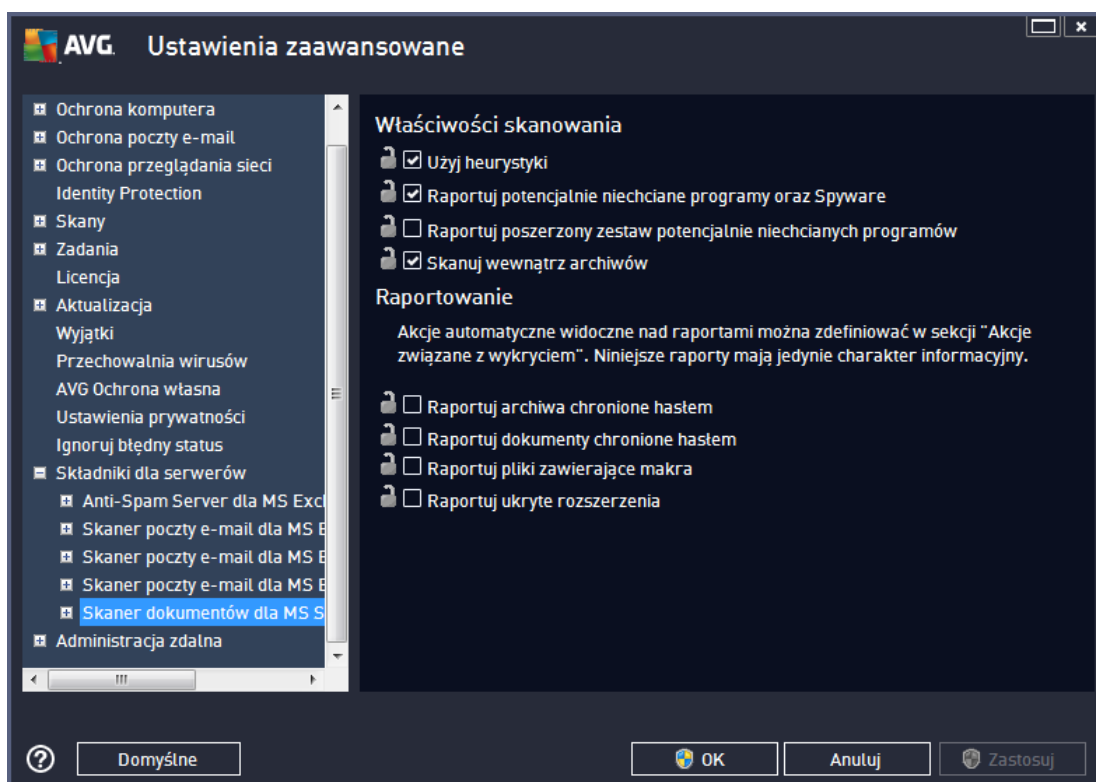 AVG. Ustawienia zaawansowane
Ochrona komputera
Ochrona poczty e-mail
Ochrona przeglądania sieci
Identity Protection
Skany
Zadania
Licencja
Aktualizacja
Wyjątki
Przechowalnia wirusów
AVG Ochrona własna
Ustawienia prywatności
Ignoruj błędny status
Składniki dla serwerów
Anti-Spam Server dla MS Excl
Skaner poczty e-mail dla MS E
Skaner poczty e-mail dla MS E
Skaner poczty e-mail dla MS E
Skaner dokumentów dla MS S
Administracja zdalna
Właściwości skanowania
Użyj heurystyki
Raportuj potencjalnie niechciane programy oraz Spyware
Raportuj poszerzony zestaw potencjalnie niechcianych programów
Skanuj wewnątrz archiwów
Raportowanie
Akcje automatyczne widoczne nad raportami można zdefiniować w sekcji "Akcje
związane z wykryciem". Niniejsze raporty mają jedynie charakter informacyjny.
Raportuj archiwa chronione hasłem
Raportuj dokumenty chronione hasłem
Raportuj pliki zawierające makra
Raportuj ukryte rozszerzenia
Domyślne
OK
Anuluj
Zastosuj